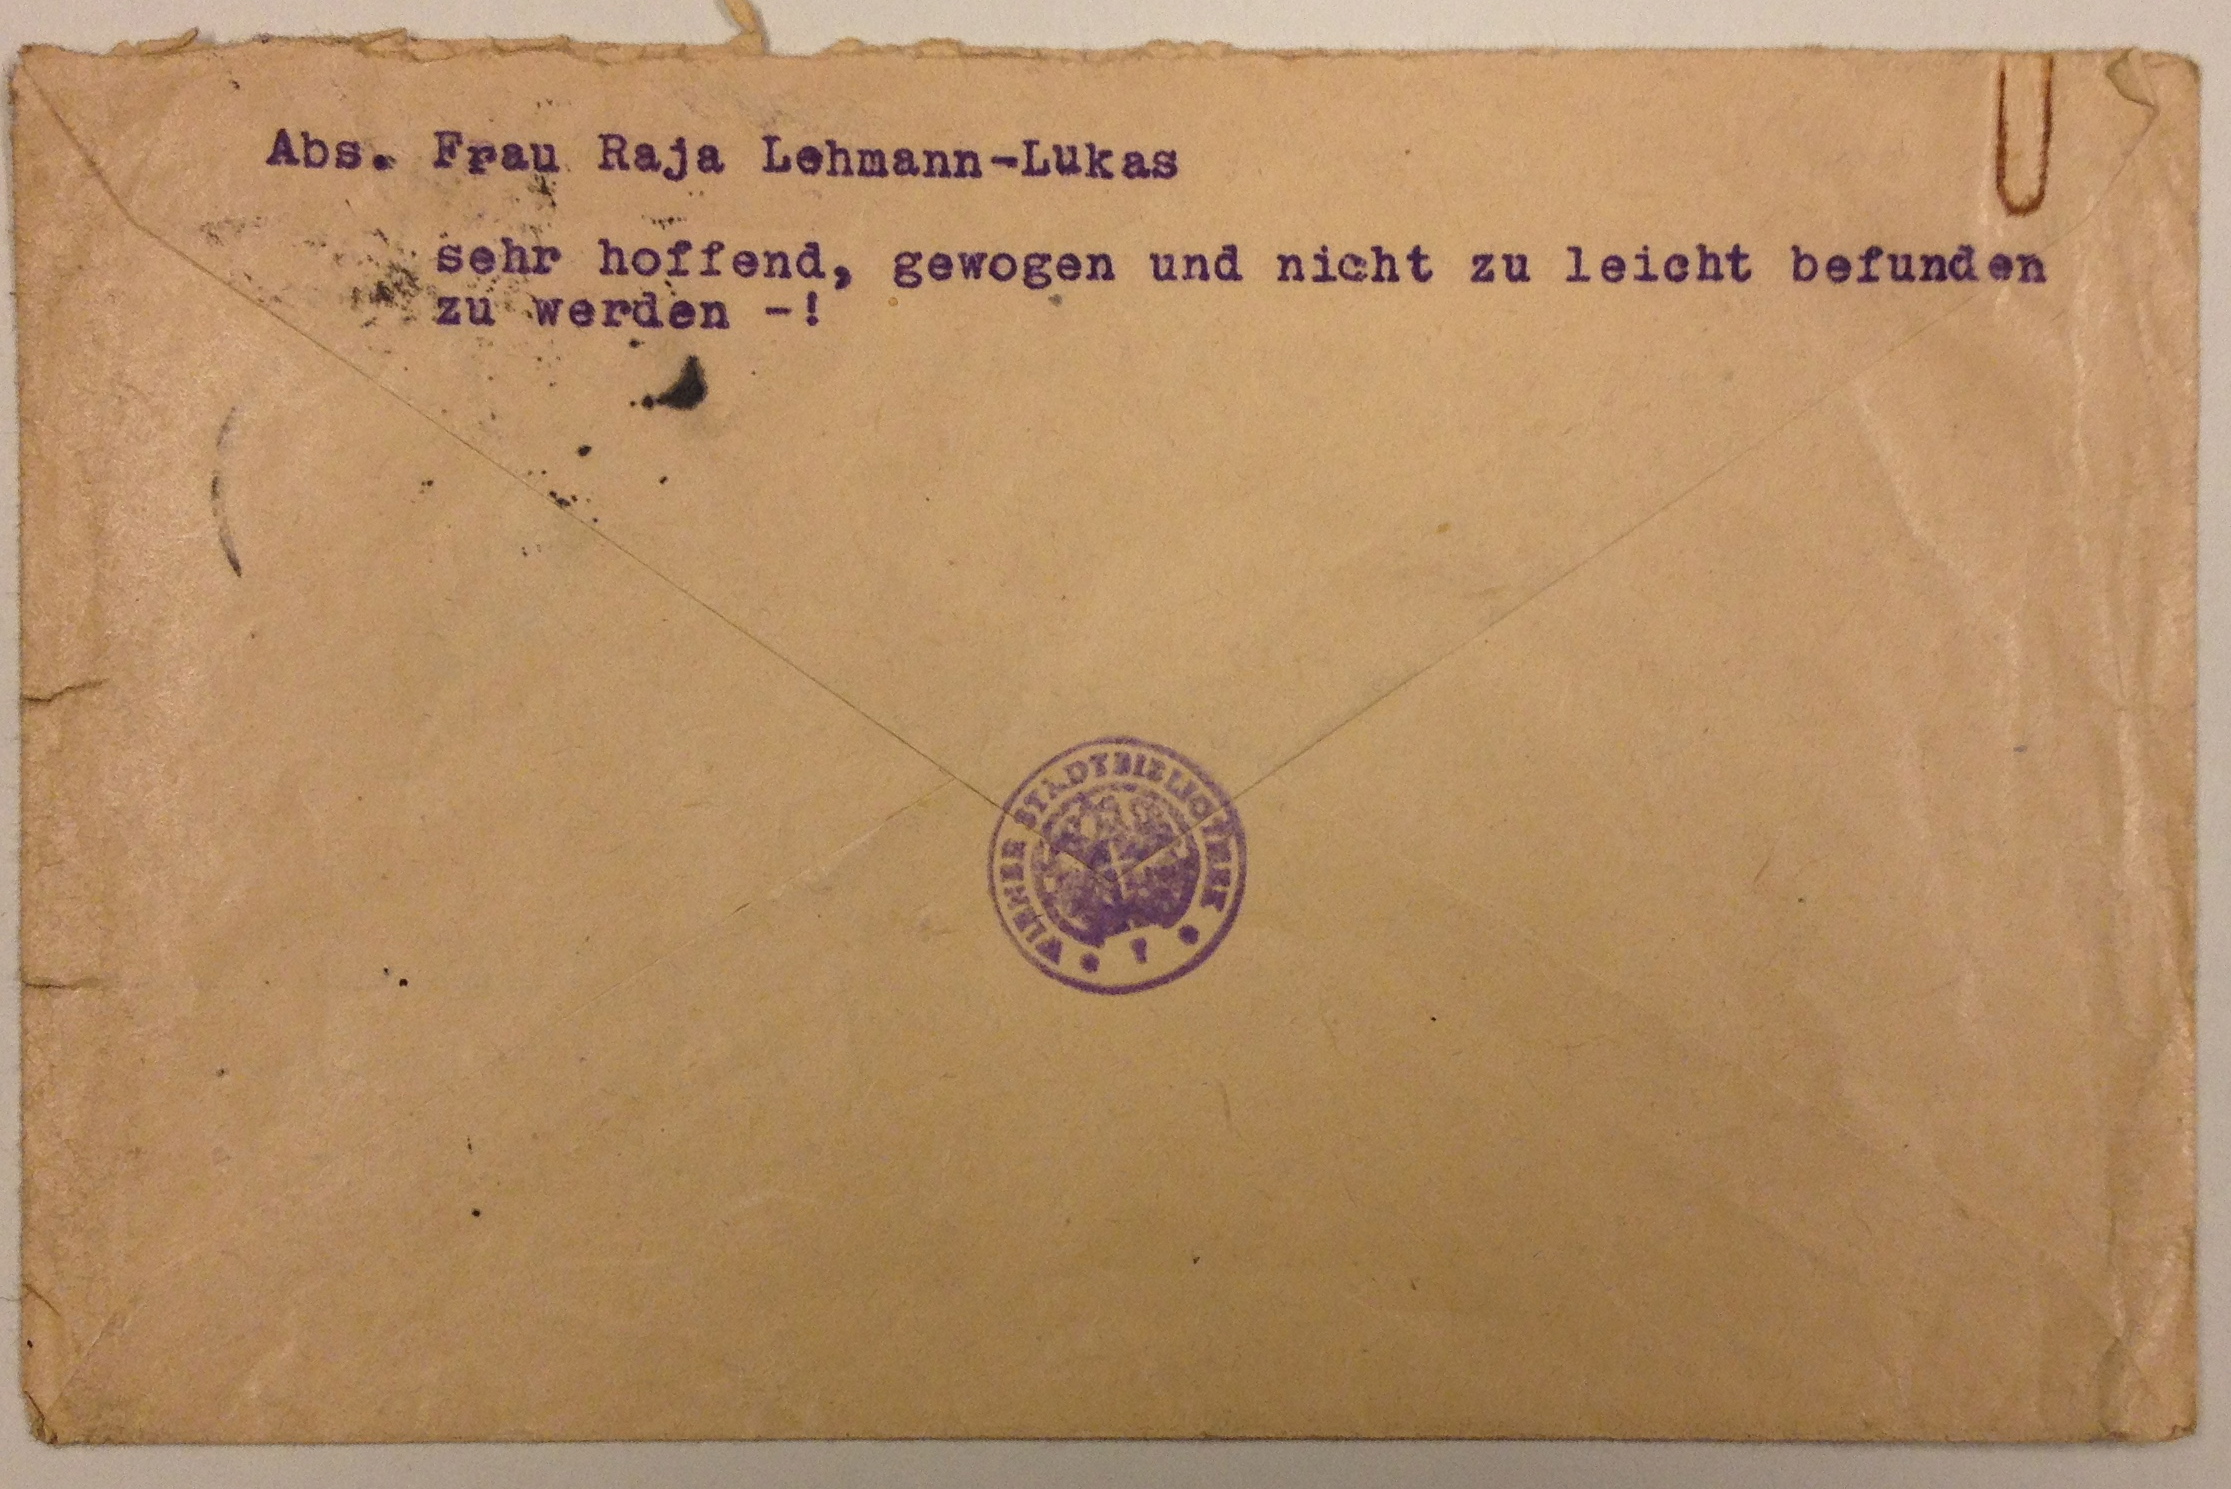 Abs. Frau Raja Lehmann-Lukas
sehr hoffend, gewogen und nicht zu leicht befunden
zu werden -!
WIENER STADTBIBLIOTHEK